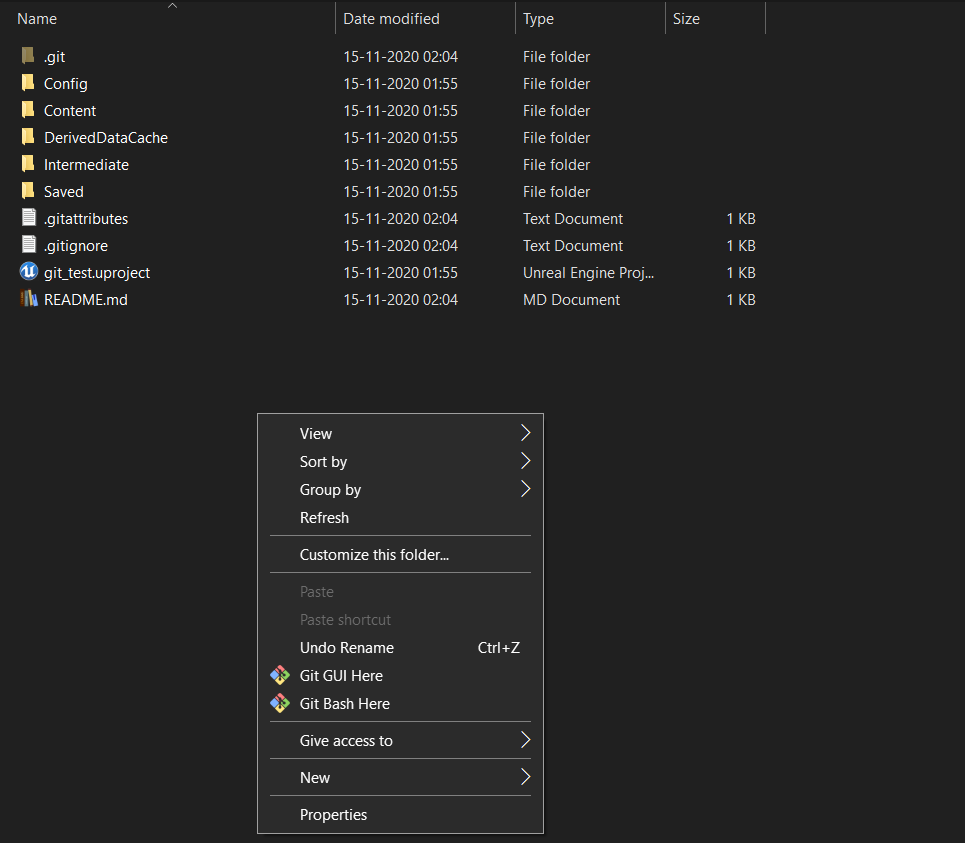 Name Date modified Type Size
.git 15-11-2020 02:04 File folder
Config 15-11-2020 01:55 File folder
Content 15-11-2020 01:55 File folder
DerivedDataCache 15-11-2020 01:55 File folder
Intermediate 15-11-2020 01:55 File folder
Saved 15-11-2020 01:55 File folder
.gitattributes 15-11-2020 02:04 Text Document 1 KB
.gitignore 15-11-2020 02:04 Text Document 1 KB
git_test.uproject 15-11-2020 01:55 Unreal Engine Proj... 1 KB
README.md 15-11-2020 02:04 MD Document 1 KB
View
Sort by
Group by
Refresh
Customize this folder...
Paste
Paste shortcut
Undo Rename Ctrl+Z
Git GUI Here
Git Bash Here
Give access to
New
Properties